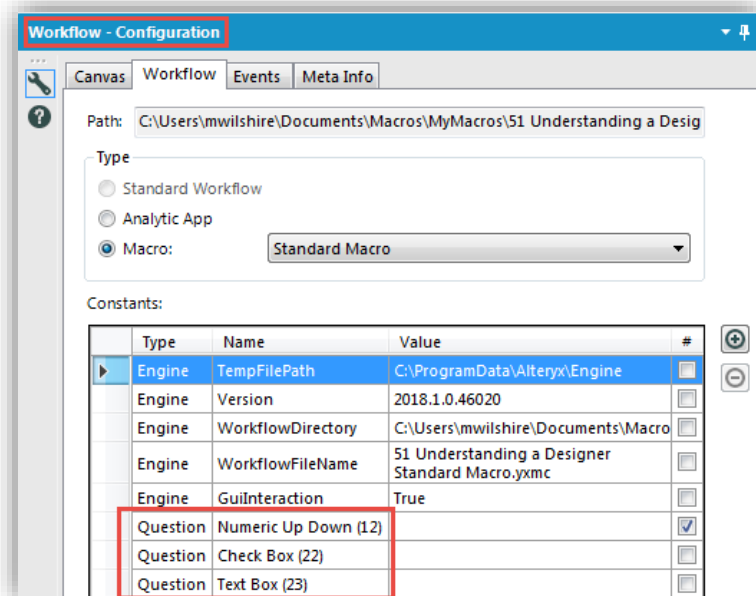 Workflow - Configuration
Canvas Workflow Events Meta Info
Path: C:\Users\mwilshire\Documents\Macros\MyMacros\51 Understanding a Desig
Type
Standard Workflow
Analytic App
Macro: Standard Macro
Constants:
Type Name Value #
Engine TempFilePath C:\ProgramData\Alteryx\Engine
Engine Version 2018.1.0.46020
Engine WorkflowDirectory C:\Users\mwilshire\Documents\Macro
Engine WorkflowFileName 51 Understanding a Designer
Standard Macro.yxmc
Engine GuiInteraction True
Question Numeric Up Down (12)
Question Check Box (22)
Question Text Box (23)